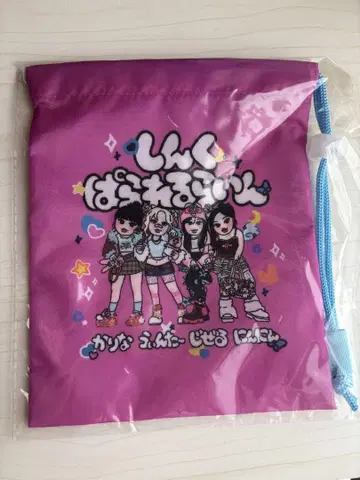 しんく
ぱられるらいん
かりな うぃんたー じぜる にんにん